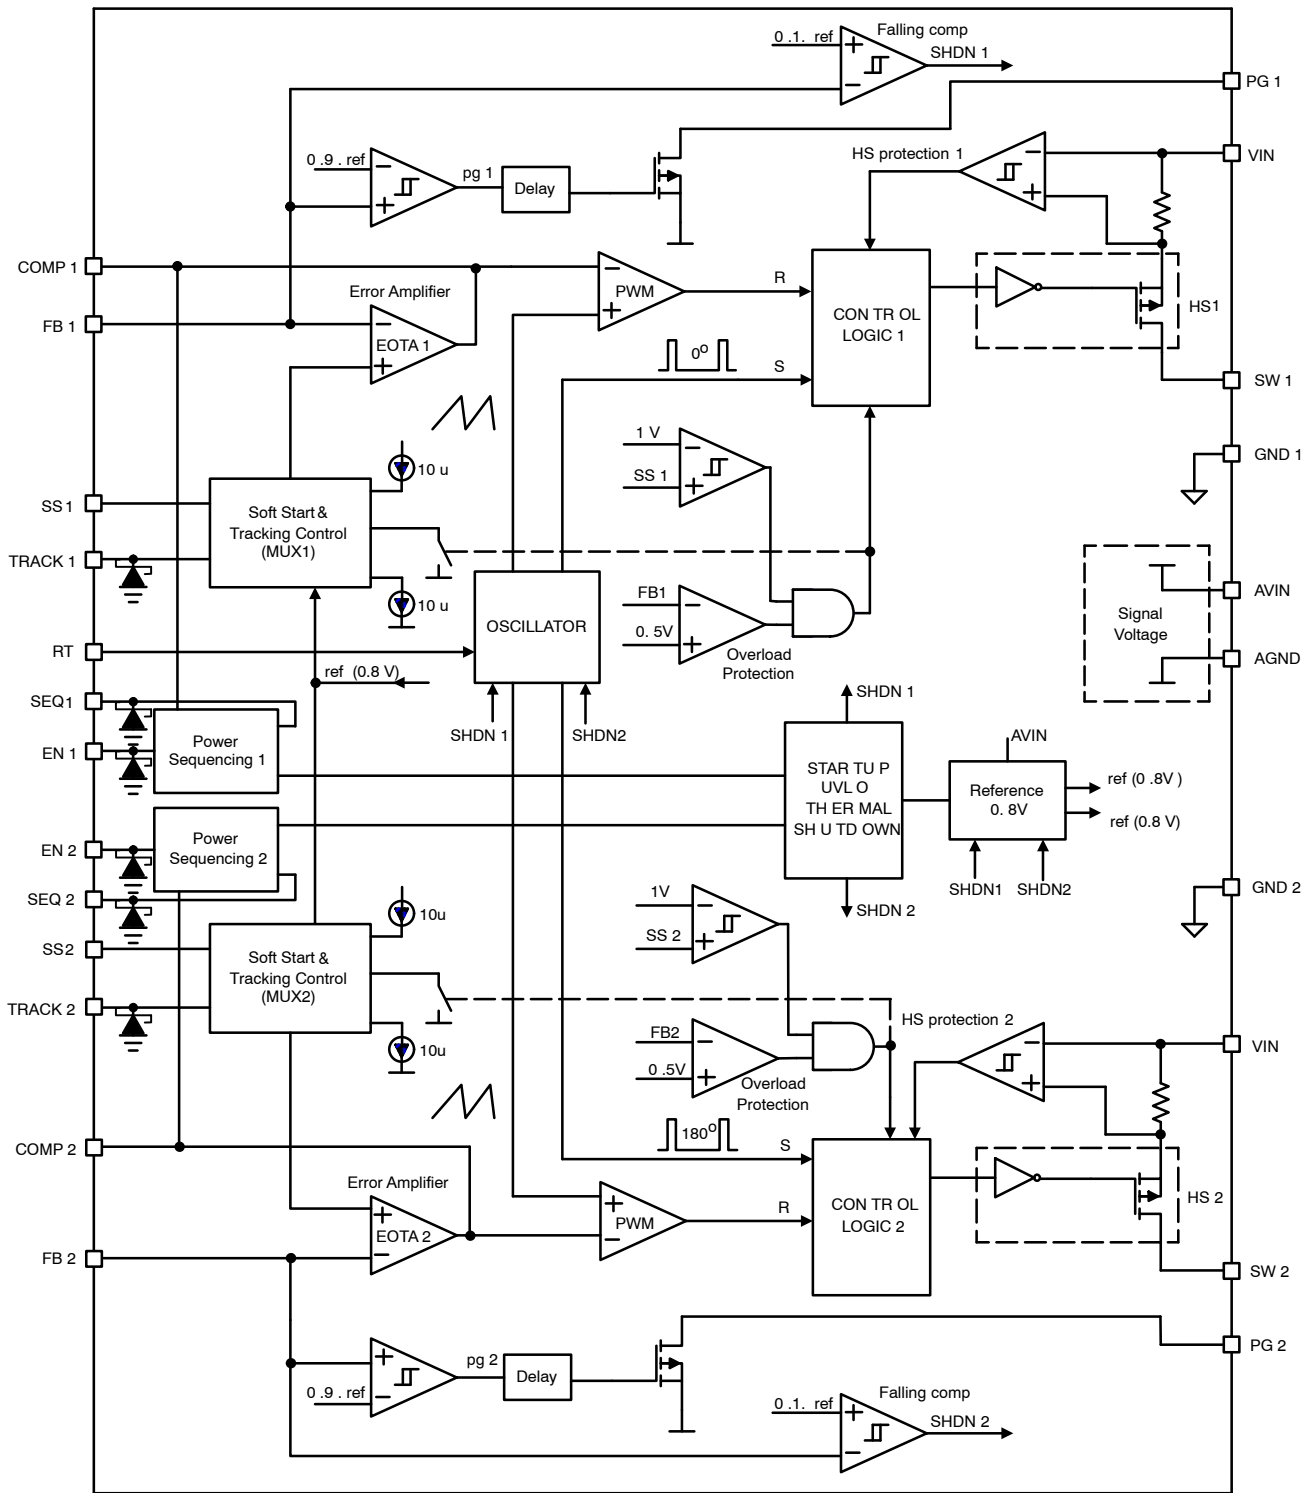 Falling comp
0 .1. ref
+
SHDN 1
−
PG 1
0 .9 . ref
−
+
pg 1
Delay
HS protection 1
−
+
VIN
COMP 1
−
PWM
+
R
CON TR OL
LOGIC 1
HS1
Error Amplifier
FB 1
−
EOTA 1
+
0º
S
SW 1
1 V
−
SS 1
+
10 u
GND 1
SS 1
Soft Start &
Tracking Control
(MUX1)
TRACK 1
10 u
OSCILLATOR
FB1
−
0. 5V
+
Overload
Protection
Signal
Voltage
AVIN
AGND
RT
ref (0.8 V)
SEQ1
SHDN 1
SHDN2
SHDN 1
EN 1
Power
Sequencing 1
STAR TU P
UVL O
TH ER MAL
SH U TD OWN
AVIN
Reference
0. 8V
ref (0 .8V )
ref (0.8 V)
Power
Sequencing 2
EN 2
SEQ 2
SHDN1
SHDN2
SHDN 2
GND 2
1V
−
SS 2
+
10u
SS2
Soft Start &
Tracking Control
(MUX2)
TRACK 2
10u
FB2
−
0 .5V
+
Overload
Protection
HS protection 2
−
+
VIN
180º
S
COMP 2
CON TR OL
LOGIC 2
HS 2
Error Amplifier
+
EOTA 2
−
+
PWM
−
R
FB 2
SW 2
PG 2
+
0 .9 . ref
−
pg 2
Delay
Falling comp
0 .1. ref
+
SHDN 2
−